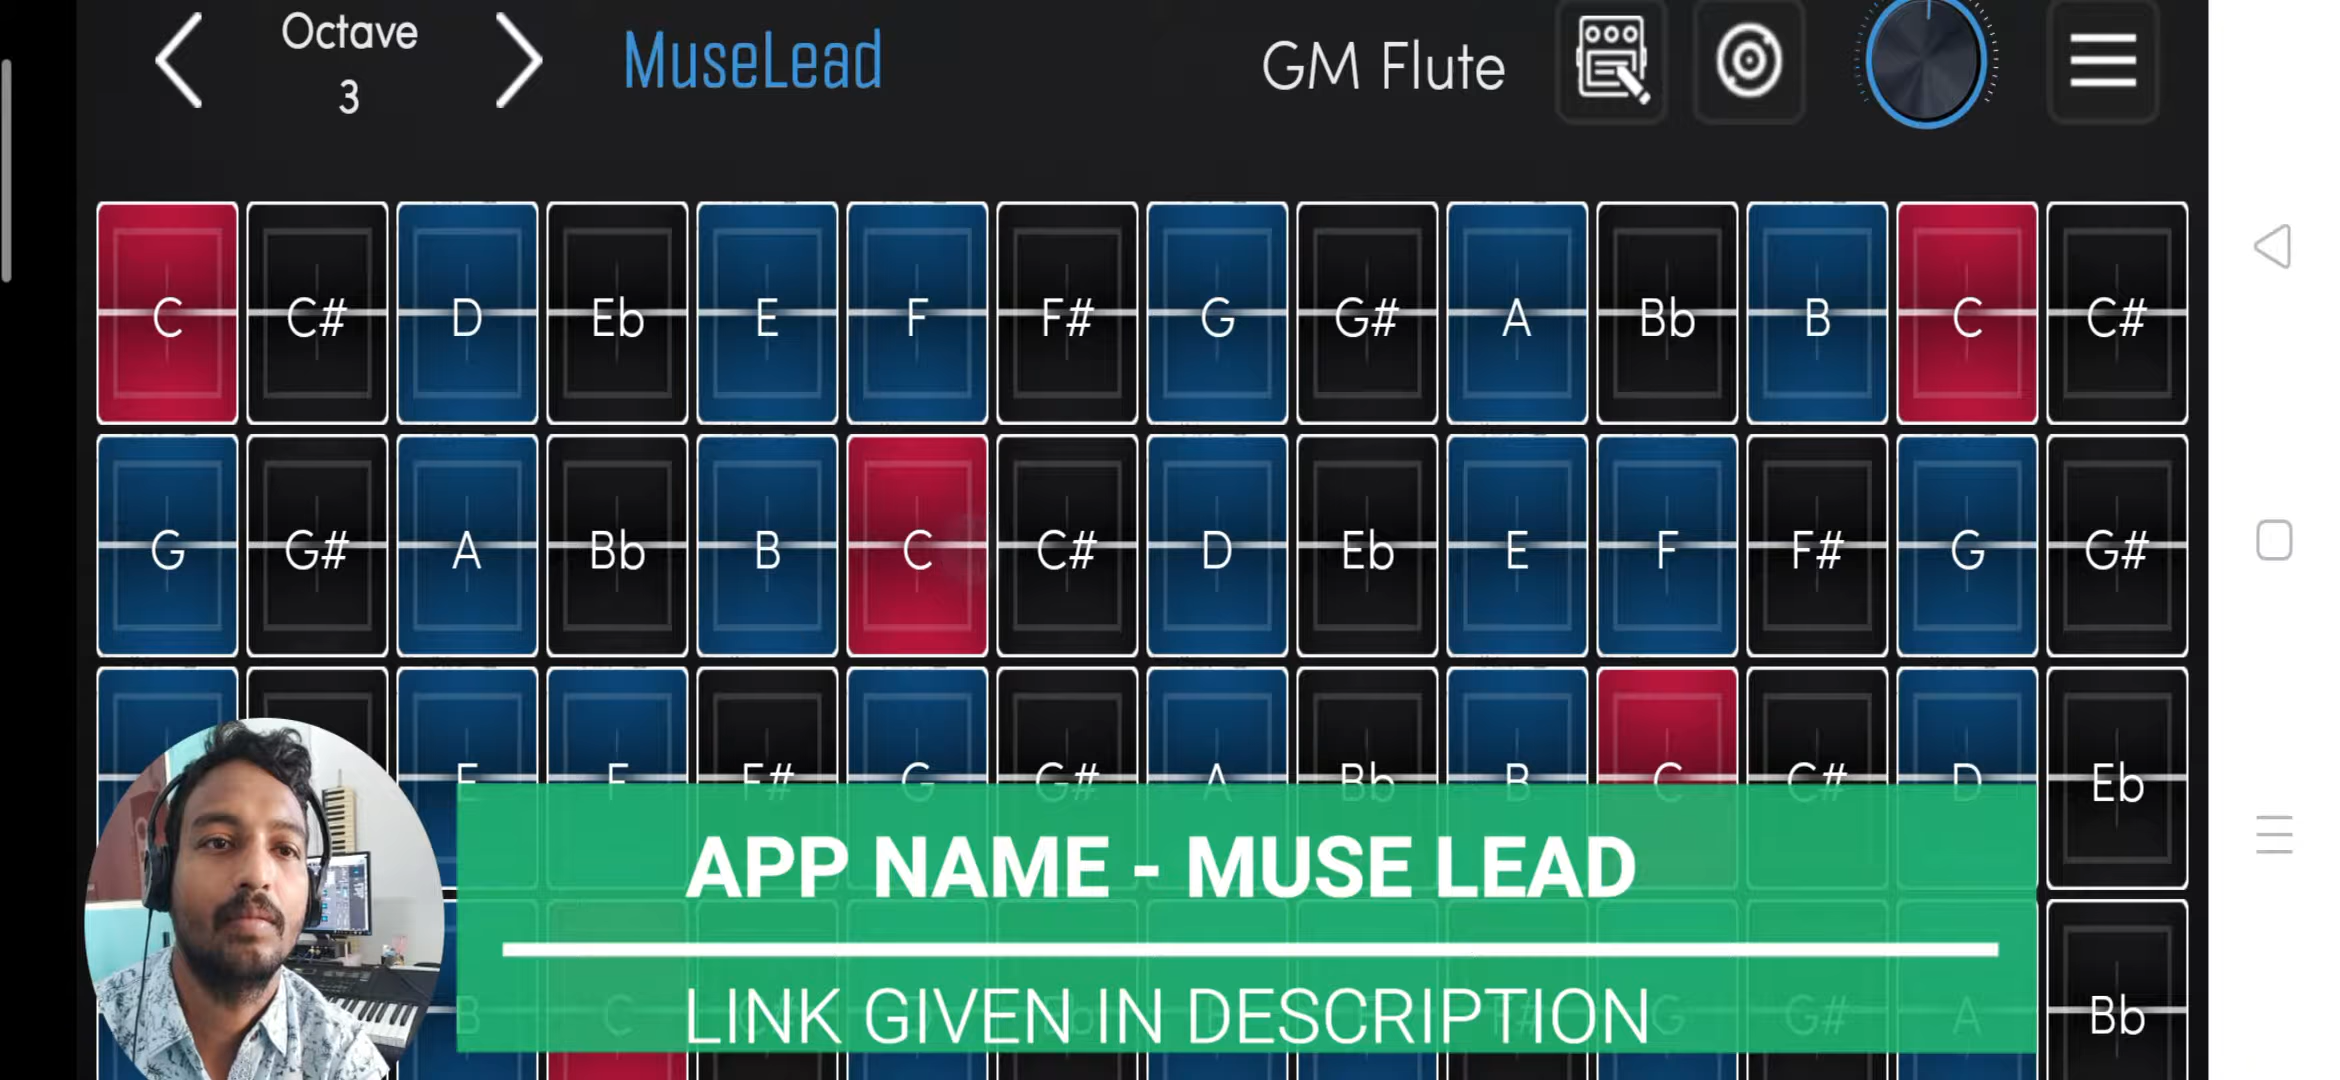 Octave
3
MuseLead
GM Flute
C C# D Eb E F F# G G# A Bb B C C#
G G# A Bb B C C# D Eb E F F# G G#
E F F# G G# A Bb B C C# D Eb
APP NAME - MUSE LEAD
LINK GIVEN IN DESCRIPTION
B C G G# A Bb